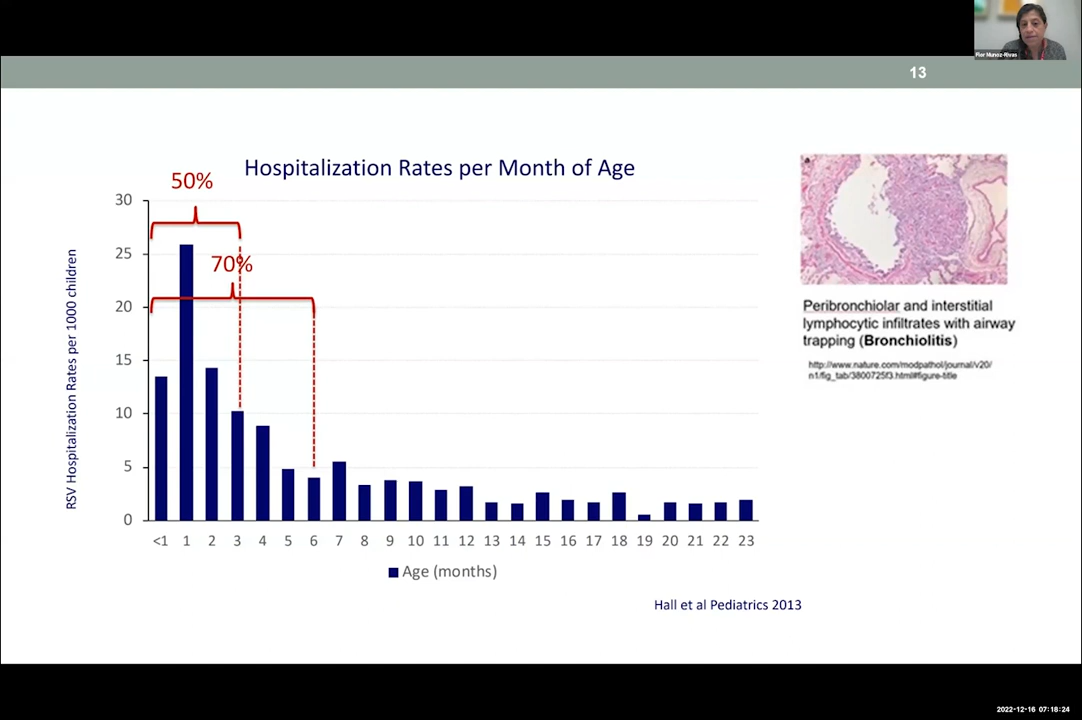 Flor Munoz-Rivas
13
Hospitalization Rates per Month of Age
50%
70%
RSV Hospitalization Rates per 1000 children
30
25
20
15
10
5
0
<1 1 2 3 4 5 6 7 8 9 10 11 12 13 14 15 16 17 18 19 20 21 22 23
Age (months)
Hall et al Pediatrics 2013
a
Peribronchiolar and interstitial
lymphocytic infiltrates with airway
trapping (Bronchiolitis)
http://www.nature.com/modpathol/journal/v20/
n1/fig_tab/3800725f3.html#figure-title
2022-12-16 07:18:24